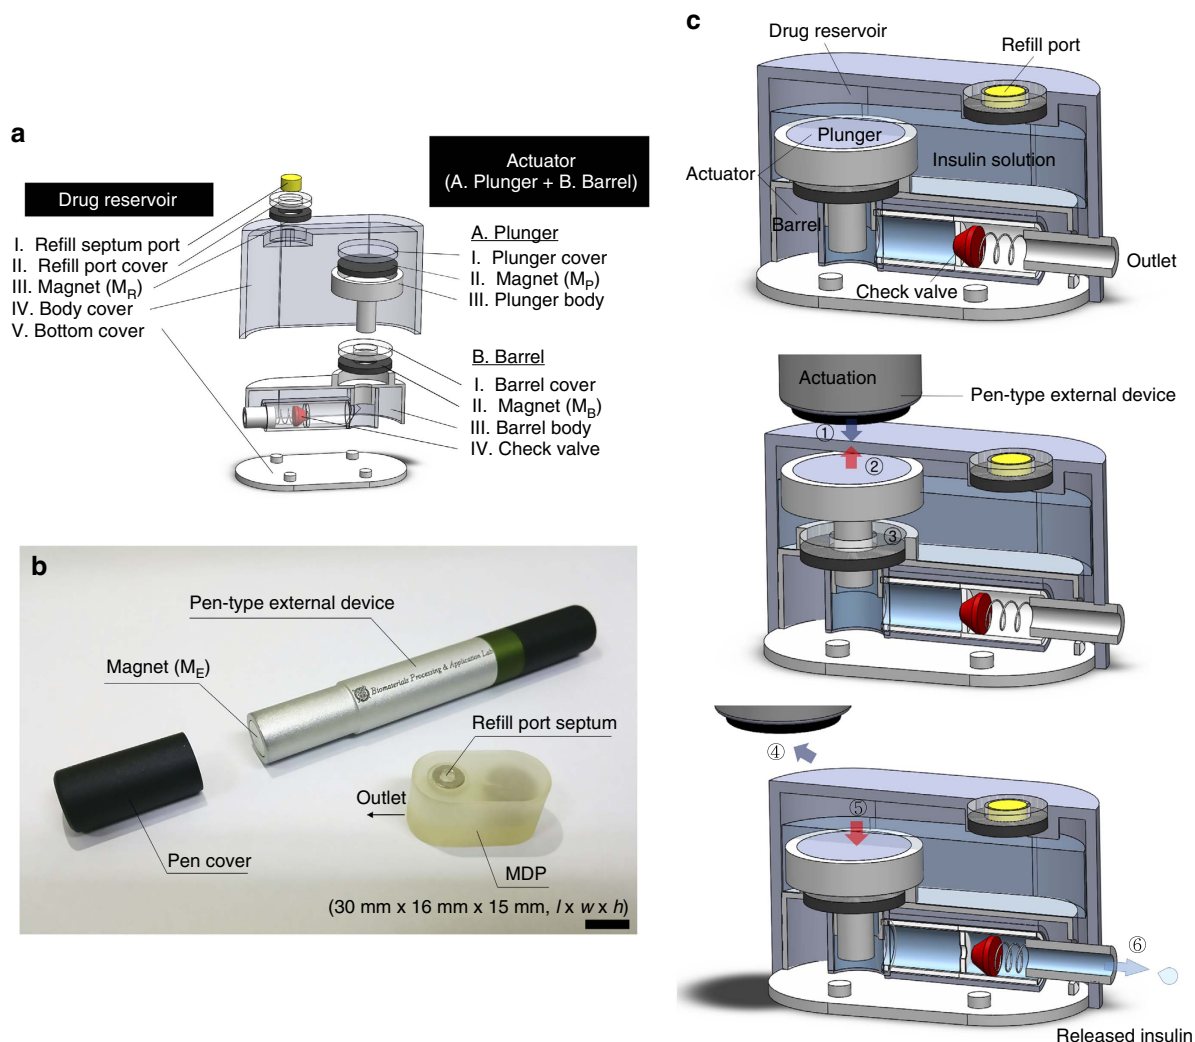 a
Drug reservoir
I. Refill septum port
II. Refill port cover
III. Magnet (MR)
IV. Body cover
V. Bottom cover
Actuator
(A. Plunger + B. Barrel)
A. Plunger
I. Plunger cover
II. Magnet (MP)
III. Plunger body
B. Barrel
I. Barrel cover
II. Magnet (MB)
III. Barrel body
IV. Check valve
b
Pen-type external device
Magnet (ME)
Biomaterials Processing & Application Lab
Refill port septum
Outlet
Pen cover
MDP
(30 mm x 16 mm x 15 mm, l x w x h)
c
Drug reservoir
Refill port
Plunger
Insulin solution
Actuator
Barrel
Outlet
Check valve
Actuation
Pen-type external device
①
②
③
④
⑤
⑥
Released insulin